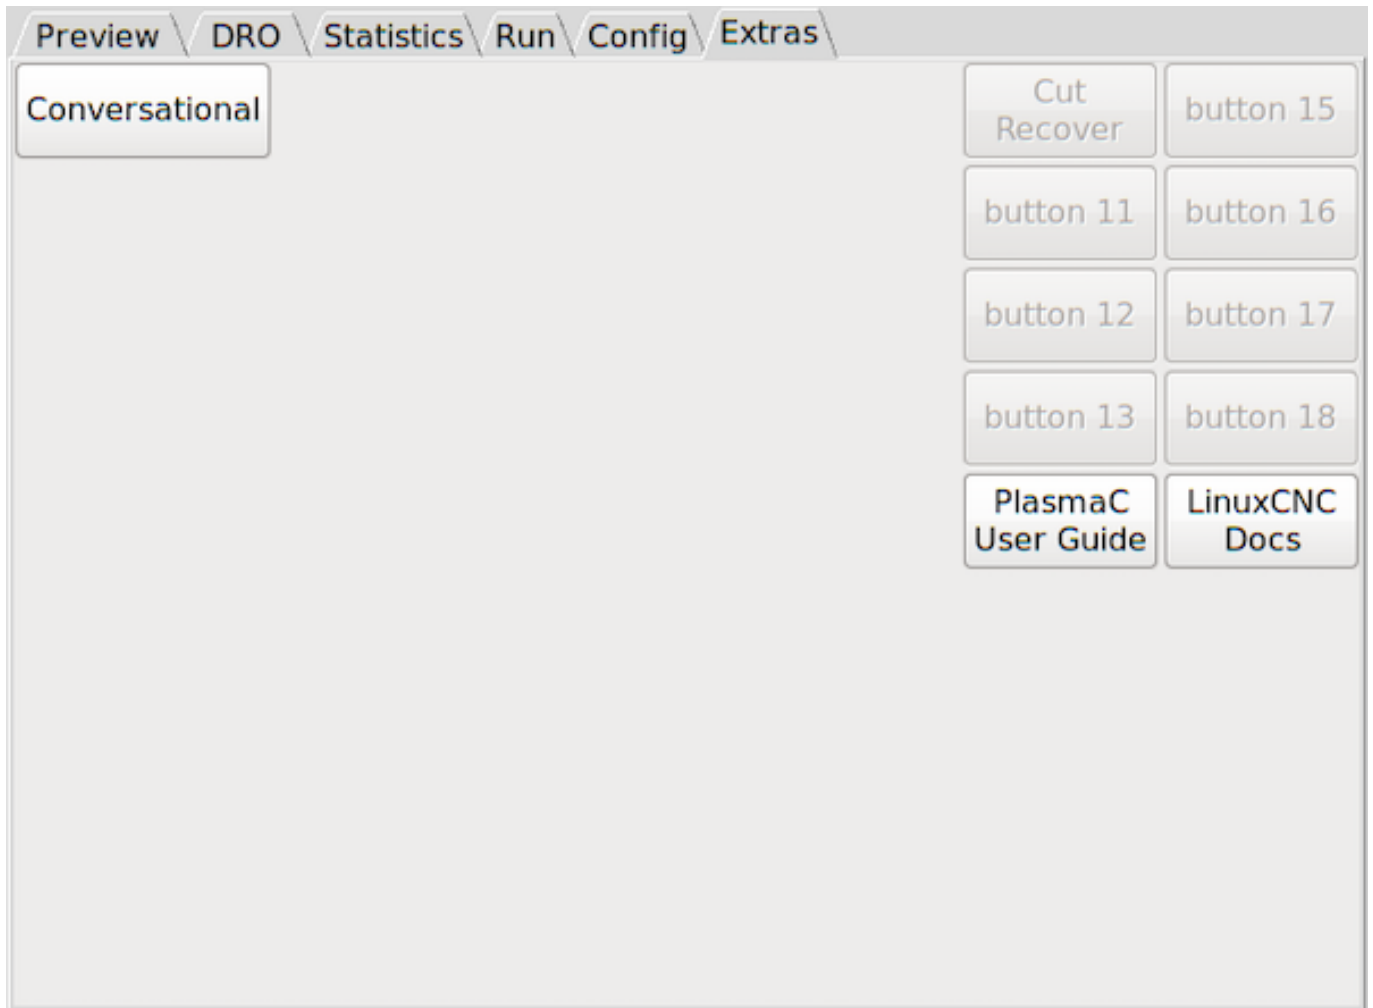 Preview DRO Statistics Run Config Extras
Conversational
Cut
Recover
button 15
button 11
button 16
button 12
button 17
button 13
button 18
PlasmaC
User Guide
LinuxCNC
Docs